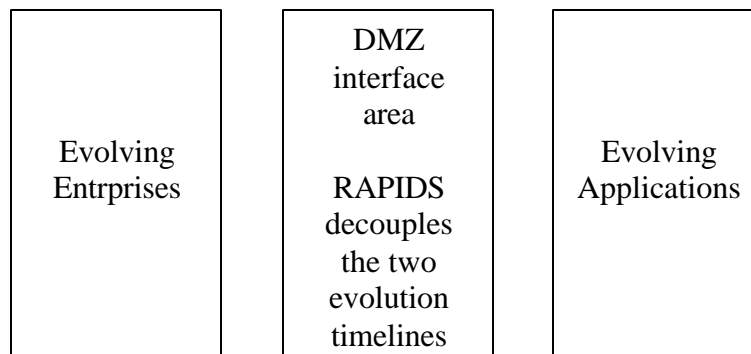 Evolving
Entrprises
DMZ
interface
area
RAPIDS
decouples
the two
evolution
timelines
Evolving
Applications